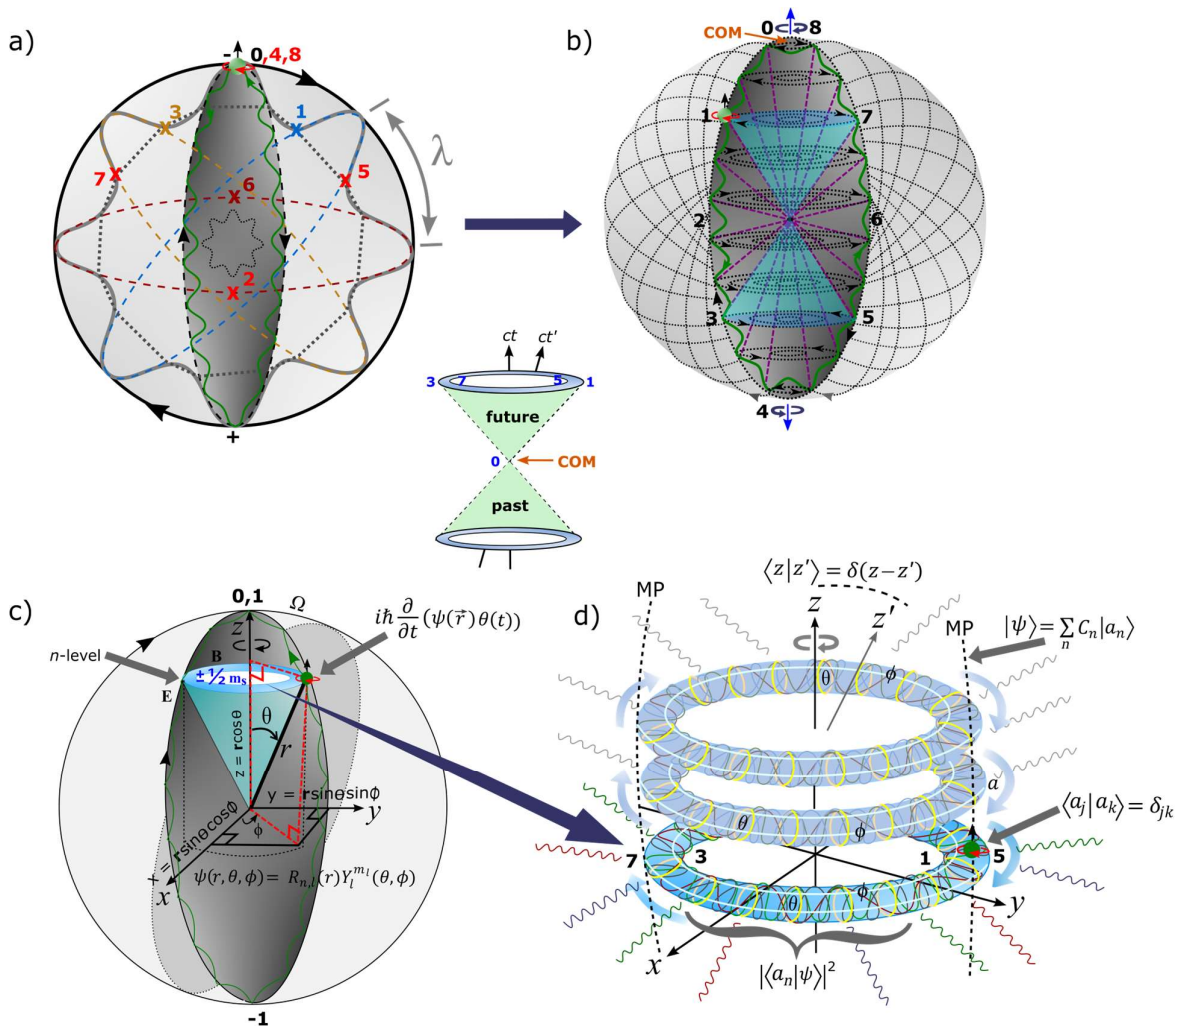 a)
- 0,4,8
3
1
λ
7
5
6
2
+
b)
0 8
COM
1
7
2
6
3
5
4
ct ct'
3 7 5 1
future
0 COM
past
c)
0,1
Ω
iħ ∂/∂t (ψ(r⃗)θ(t))
z
n-level
B
± 1/2 mₛ
E
θ
z = rcosθ
r
y = rsinθsinϕ
x = rsinθcosϕ
ϕ
y
x
ψ(r, θ, ϕ) = Rₙ,ₗ(r)Yₗ^mₗ(θ, ϕ)
-1
d)
⟨z|z'⟩ = δ(z−z')
MP
z
z'
MP
|ψ⟩ = ∑ₙ Cₙ|aₙ⟩
θ
ϕ
a
⟨aⱼ|aₖ⟩ = δⱼₖ
θ
ϕ
7 3 1 5
θ
ϕ
y
x
|⟨aₙ|ψ⟩|²